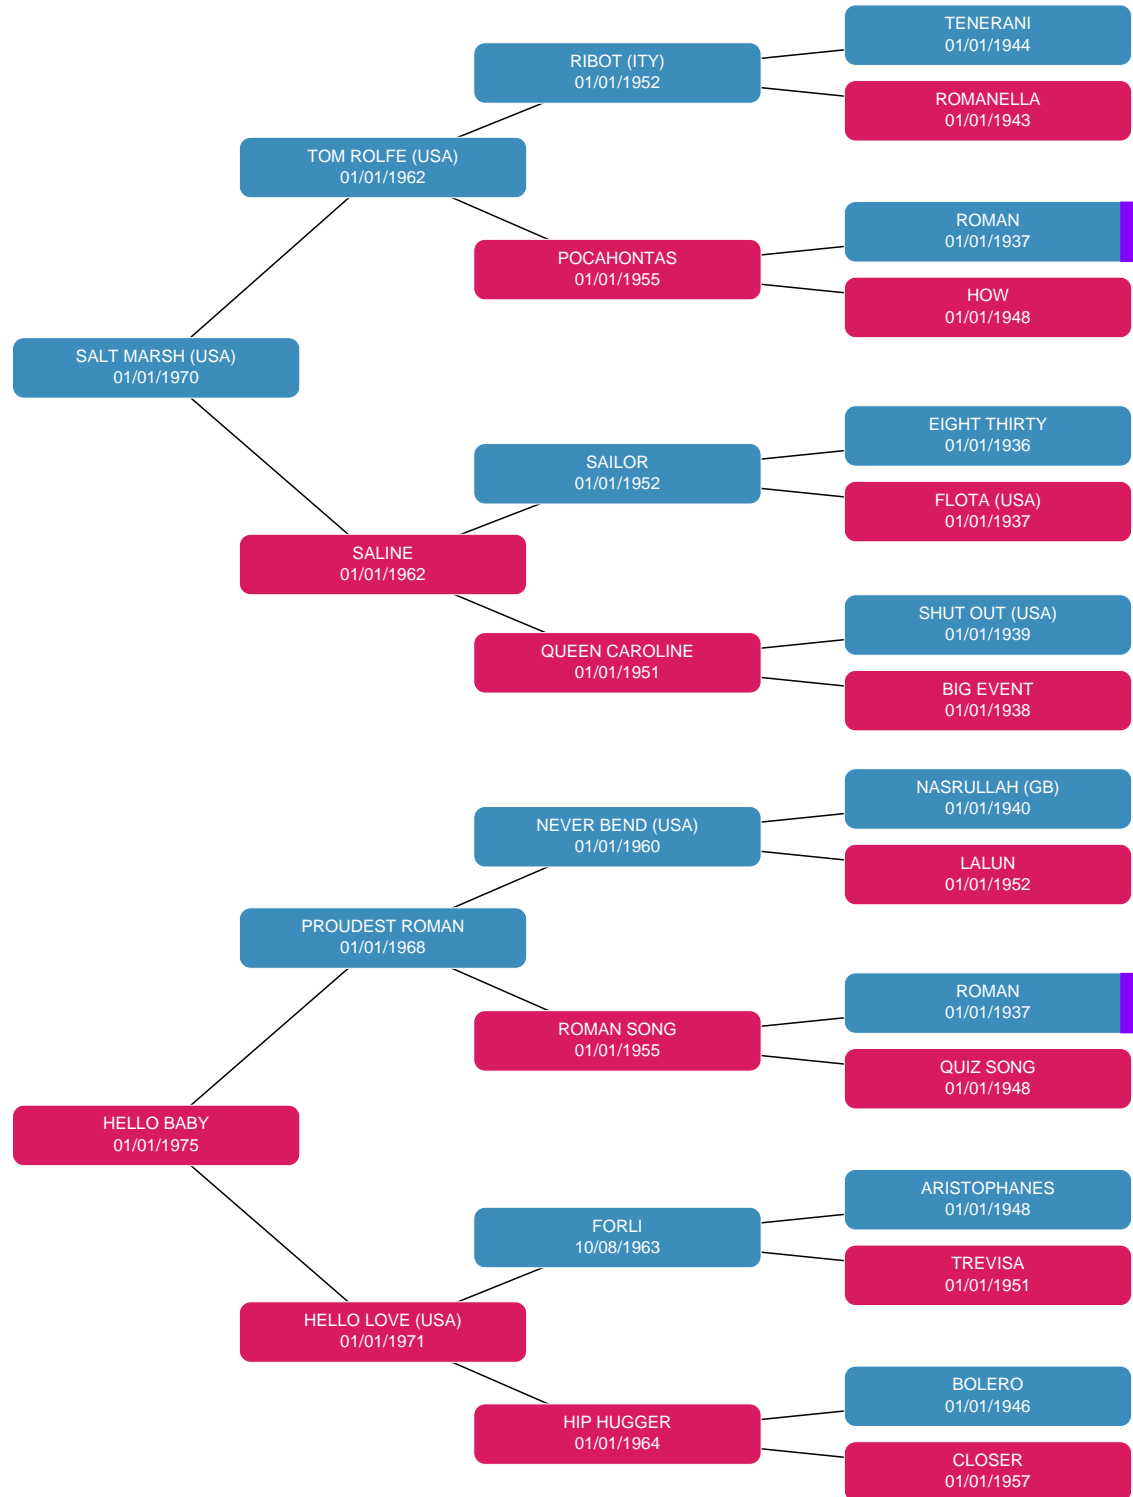 TENERANI
01/01/1944
RIBOT (ITY)
01/01/1952
ROMANELLA
01/01/1943
TOM ROLFE (USA)
01/01/1962
ROMAN
01/01/1937
POCAHONTAS
01/01/1955
HOW
01/01/1948
SALT MARSH (USA)
01/01/1970
EIGHT THIRTY
01/01/1936
SAILOR
01/01/1952
FLOTA (USA)
01/01/1937
SALINE
01/01/1962
SHUT OUT (USA)
01/01/1939
QUEEN CAROLINE
01/01/1951
BIG EVENT
01/01/1938
NASRULLAH (GB)
01/01/1940
NEVER BEND (USA)
01/01/1960
LALUN
01/01/1952
PROUDEST ROMAN
01/01/1968
ROMAN
01/01/1937
ROMAN SONG
01/01/1955
QUIZ SONG
01/01/1948
HELLO BABY
01/01/1975
ARISTOPHANES
01/01/1948
FORLI
10/08/1963
TREVISA
01/01/1951
HELLO LOVE (USA)
01/01/1971
BOLERO
01/01/1946
HIP HUGGER
01/01/1964
CLOSER
01/01/1957